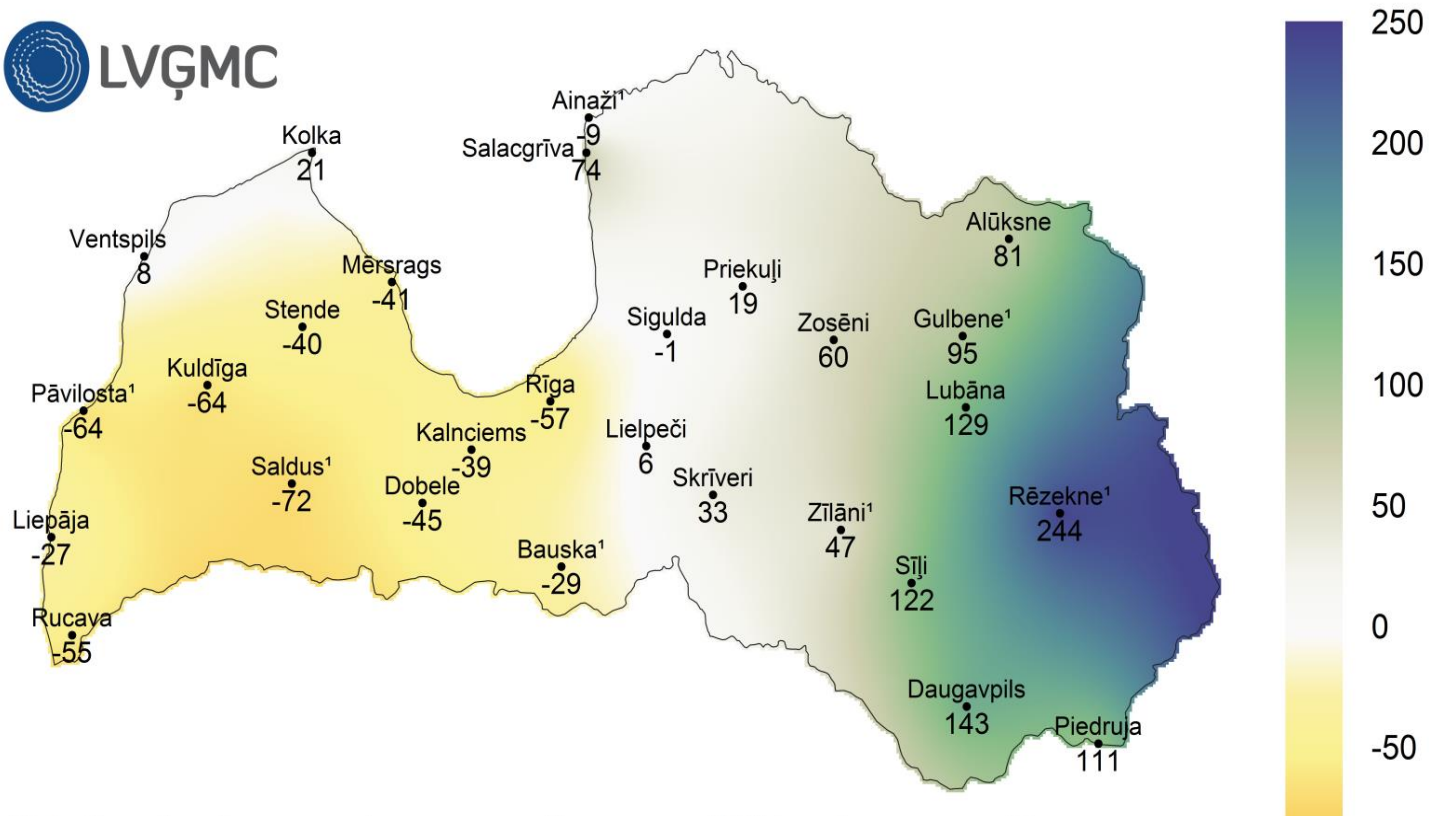 LVĢMC
250
200
150
100
50
0
-50
Ainaži¹
-9
Salacgrīva
74
Kolka
21
Ventspils
8
Mērsrags
-41
Stende
-40
Kuldīga
-64
Pāvilosta¹
-64
Rīga
-57
Kalnciems
-39
Saldus¹
-72
Dobele
-45
Liepāja
-27
Bauska¹
-29
Rucava
-55
Alūksne
81
Priekuļi
19
Sigulda
-1
Zosēni
60
Gulbene¹
95
Lubāna
129
Lielpeči
6
Skrīveri
33
Zīlāni¹
47
Rēzekne¹
244
Sīļi
122
Daugavpils
143
Piedruja
111